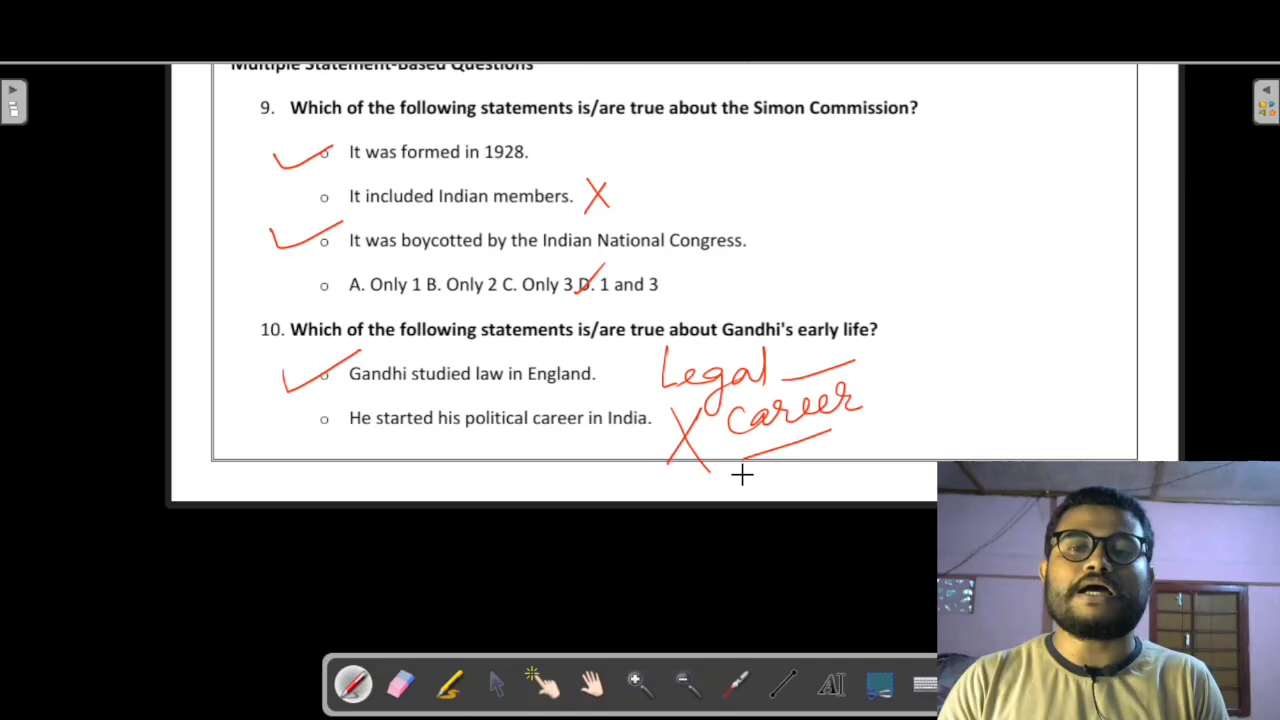 Multiple Statement-Based Questions
9. Which of the following statements is/are true about the Simon Commission?
o It was formed in 1928.
o It included Indian members. X
o It was boycotted by the Indian National Congress.
o A. Only 1 B. Only 2 C. Only 3 D. 1 and 3
10. Which of the following statements is/are true about Gandhi's early life?
o Gandhi studied law in England.
Legal
o He started his political career in India.
X career
AI